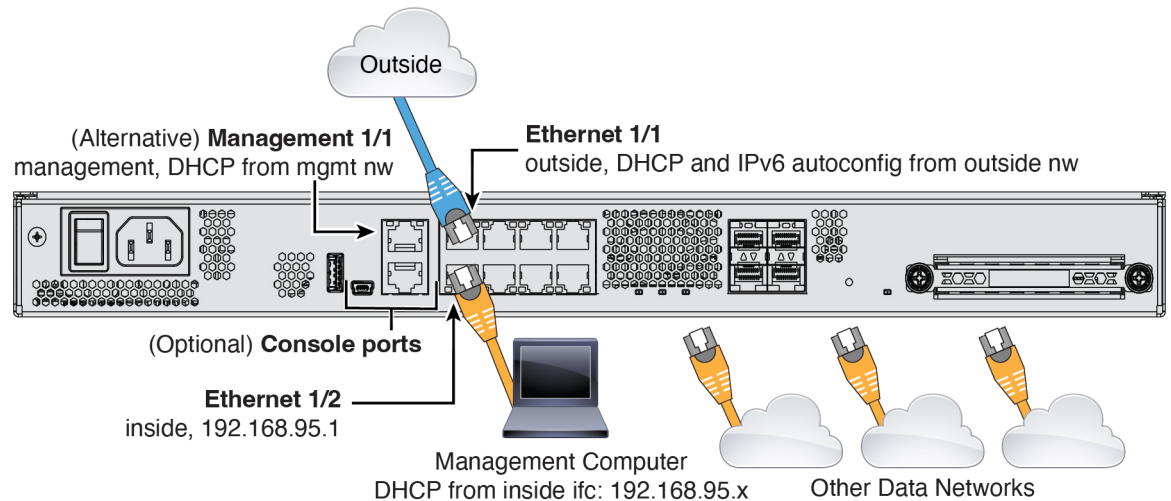 Outside
(Alternative) Management 1/1
management, DHCP from mgmt nw
Ethernet 1/1
outside, DHCP and IPv6 autoconfig from outside nw
(Optional) Console ports
Ethernet 1/2
inside, 192.168.95.1
Management Computer
DHCP from inside ifc: 192.168.95.x
Other Data Networks